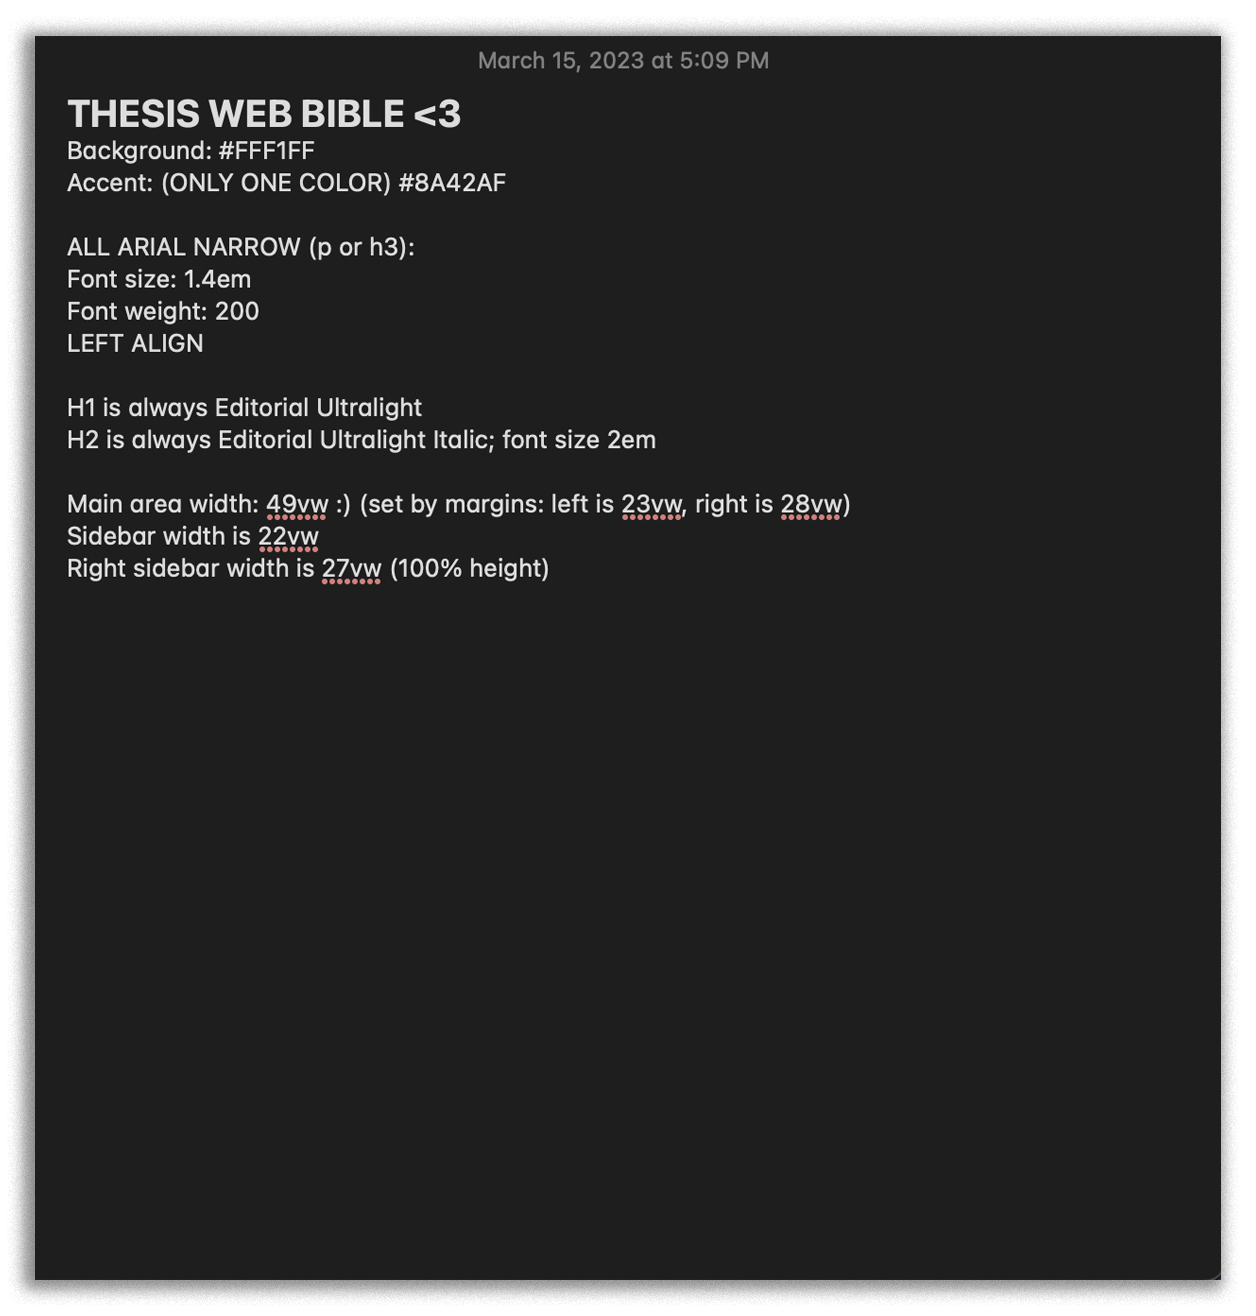 March 15, 2023 at 5:09 PM
THESIS WEB BIBLE <3
Background: #FFF1FF
Accent: (ONLY ONE COLOR) #8A42AF
ALL ARIAL NARROW (p or h3):
Font size: 1.4em
Font weight: 200
LEFT ALIGN
H1 is always Editorial Ultralight
H2 is always Editorial Ultralight Italic; font size 2em
Main area width: 49vw :) (set by margins: left is 23vw, right is 28vw)
Sidebar width is 22vw
Right sidebar width is 27vw (100% height)